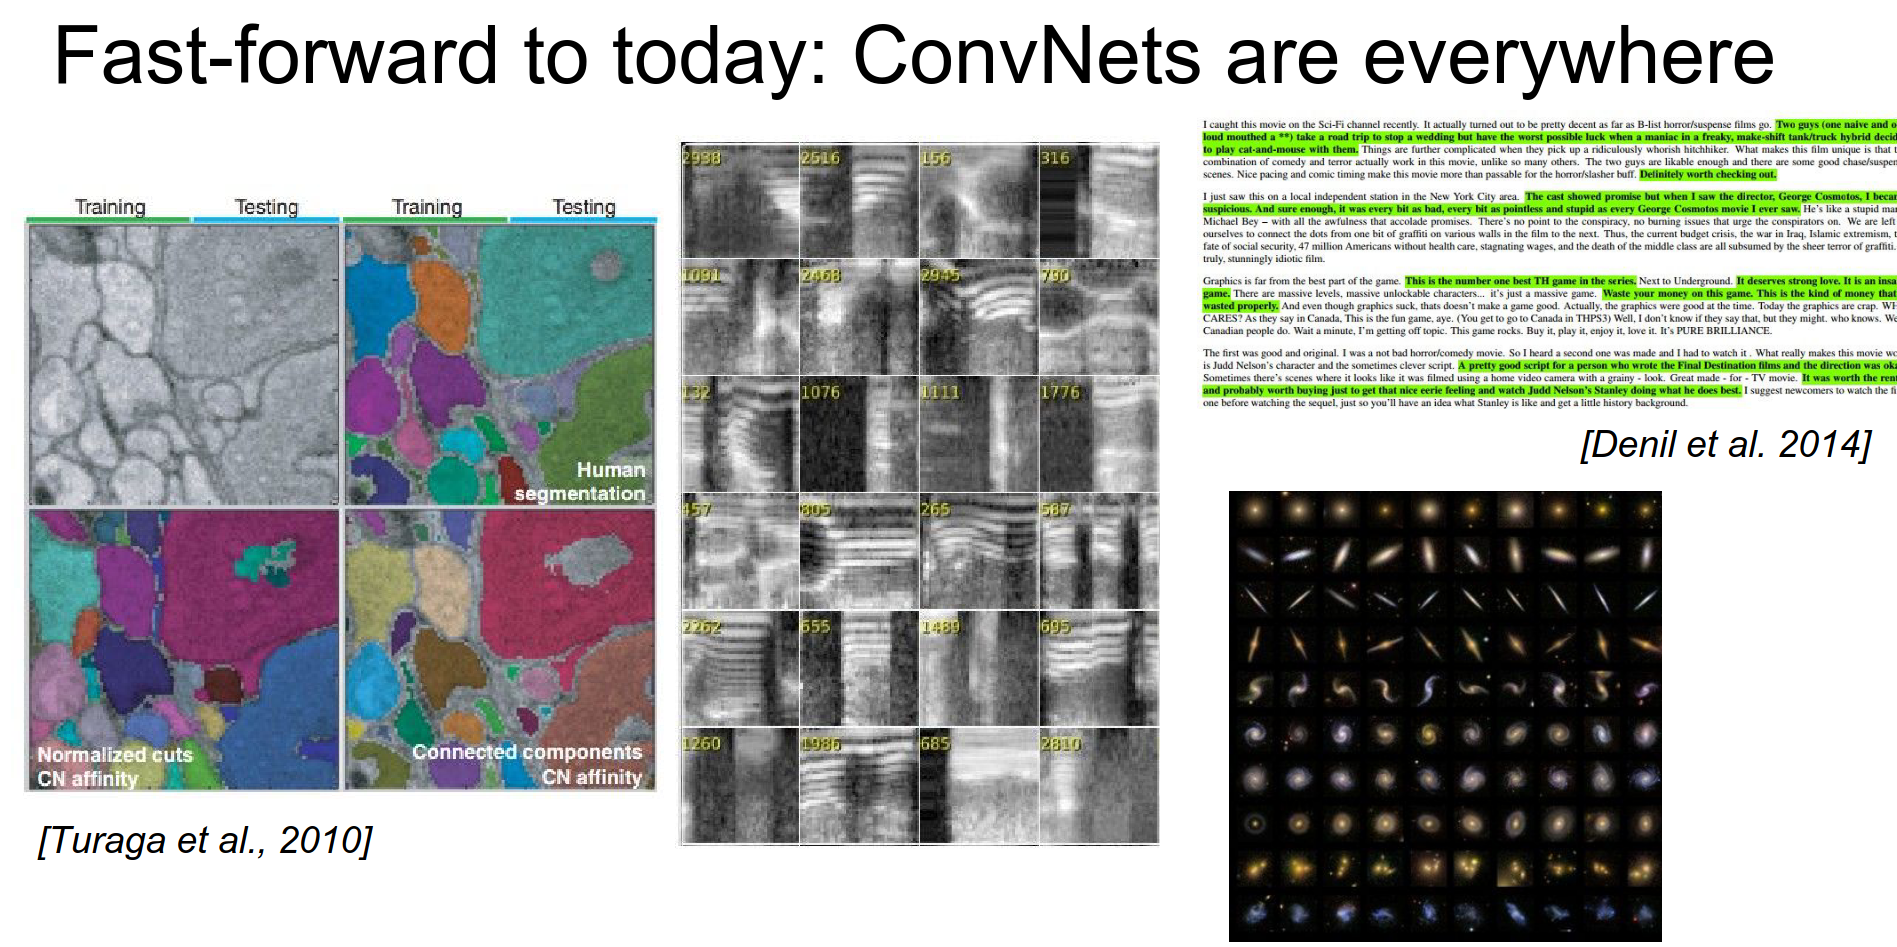 Fast-forward to today: ConvNets are everywhere
Training Testing Training Testing
Human
segmentation
Normalized cuts
CN affinity
Connected components
CN affinity
[Turaga et al., 2010]
2938 2516 156 316
1091 2468 2945 790
132 1076 1111 1776
457 805 265 587
2262 655 1489 695
1260 1986 685 2810
I caught this movie on the Sci-Fi channel recently. It actually turned out to be pretty decent as far as B-list horror/suspense films go. Two guys (one naive and
loud mouthed a **) take a road trip to stop a wedding but have the worst possible luck when a maniac in a freaky, make-shift tank/truck hybrid
to play cat-and-mouse with them. Things are further complicated when they pick up a ridiculously whorish hitchhiker. What makes this film unique is that
combination of comedy and terror actually work in this movie, unlike so many others. The two guys are likable enough and there are some good
scenes. Nice pacing and comic timing make this movie more than passable for the horror/slasher buff. Definitely worth checking out.
I just saw this on a local independent station in the New York City area. The cast showed promise but when I saw the director, George Cosmotos, I
suspicious. And sure enough, it was every bit as bad, every bit as pointless and stupid as every George Cosmotos movie I ever saw. He's like a stupid
Michael Bey – with all the awfulness that accolade promises. There's no point to the conspiracy, no burning issues that urge the conspirators on. We are left
ourselves to connect the dots from one bit of graffiti on various walls in the film to the next. Thus, the current budget crisis, the war in Iraq, Islamic extremism,
fate of social security, 47 million Americans without health care, stagnating wages, and the death of the middle class are all subsumed by the sheer terror of graffiti.
truly, stunningly idiotic film.
Graphics is far from the best part of the game. This is the number one best TH game in the series. Next to Underground. It deserves strong love. It is an
game. There are massive levels, massive unlockable characters... it's just a massive game. Waste your money on this game. This is the kind of money that
wasted properly. And even though graphics suck, thats doesn't make a game good. Actually, the graphics were good at the time. Today the graphics are crap.
CARES? As they say in Canada, This is the fun game, aye. (You get to go to Canada in THPS3) Well, I don't know if they say that, but they might. who knows.
Canadian people do. Wait a minute, I'm getting off topic. This game rocks. Buy it, play it, enjoy it, love it. It's PURE BRILLIANCE.
The first was good and original. I was a not bad horror/comedy movie. So I heard a second one was made and I had to watch it . What really makes this movie
is Judd Nelson's character and the sometimes clever script. A pretty good script for a person who wrote the Final Destination films and the direction was
Sometimes there's scenes where it looks like it was filmed using a home video camera with a grainy - look. Great made - for - TV movie. It was worth the
and probably worth buying just to get that nice eerie feeling and watch Judd Nelson's Stanley doing what he does best. I suggest newcomers to watch the
one before watching the sequel, just so you'll have an idea what Stanley is like and get a little history background.
[Denil et al. 2014]